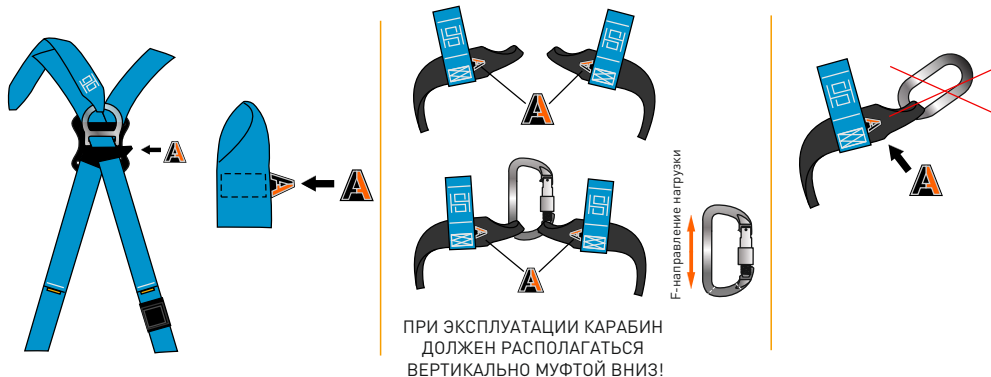 A
A
A
A
A
F-направление нагрузки
ПРИ ЭКСПЛУАТАЦИИ КАРАБИН
ДОЛЖЕН РАСПОЛАГАТЬСЯ
ВЕРТИКАЛЬНО МУФТОЙ ВНИЗ!